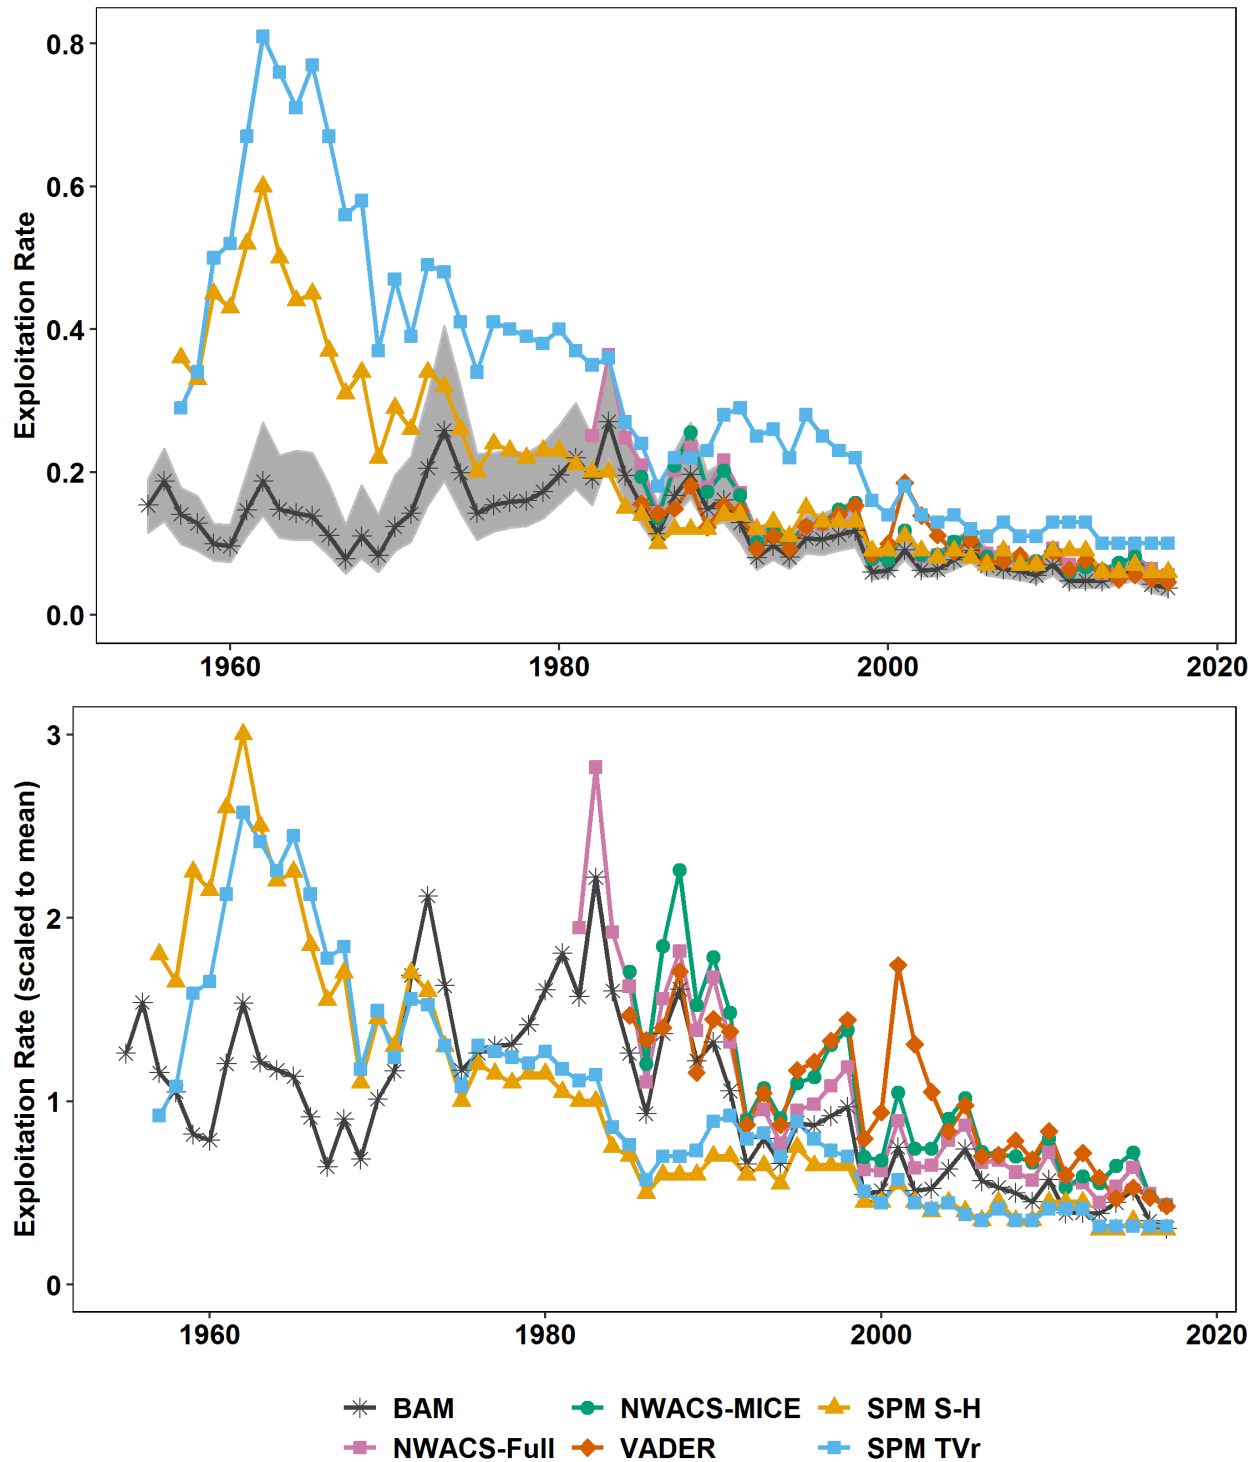 Exploitation Rate
0.8
0.6
0.4
0.2
0.0
1960 1980 2000 2020
Exploitation Rate (scaled to mean)
3
2
1
0
1960 1980 2000 2020
BAM NWACS-MICE SPM S-H
NWACS-Full VADER SPM TVr